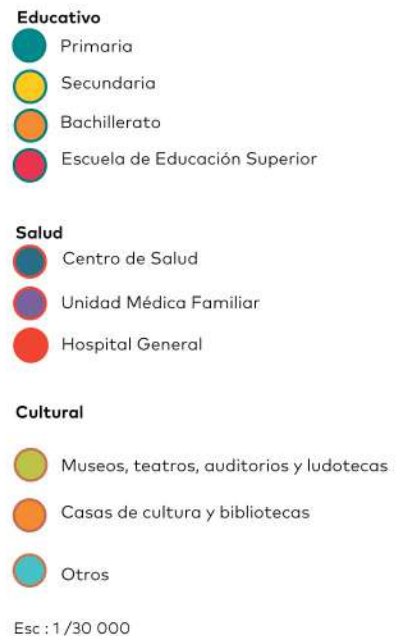 Educativo
Primaria
Secundaria
Bachillerato
Escuela de Educación Superior
Salud
Centro de Salud
Unidad Médica Familiar
Hospital General
Cultural
Museos, teatros, auditorios y ludotecas
Casas de cultura y bibliotecas
Otros
Esc : 1 /30 000